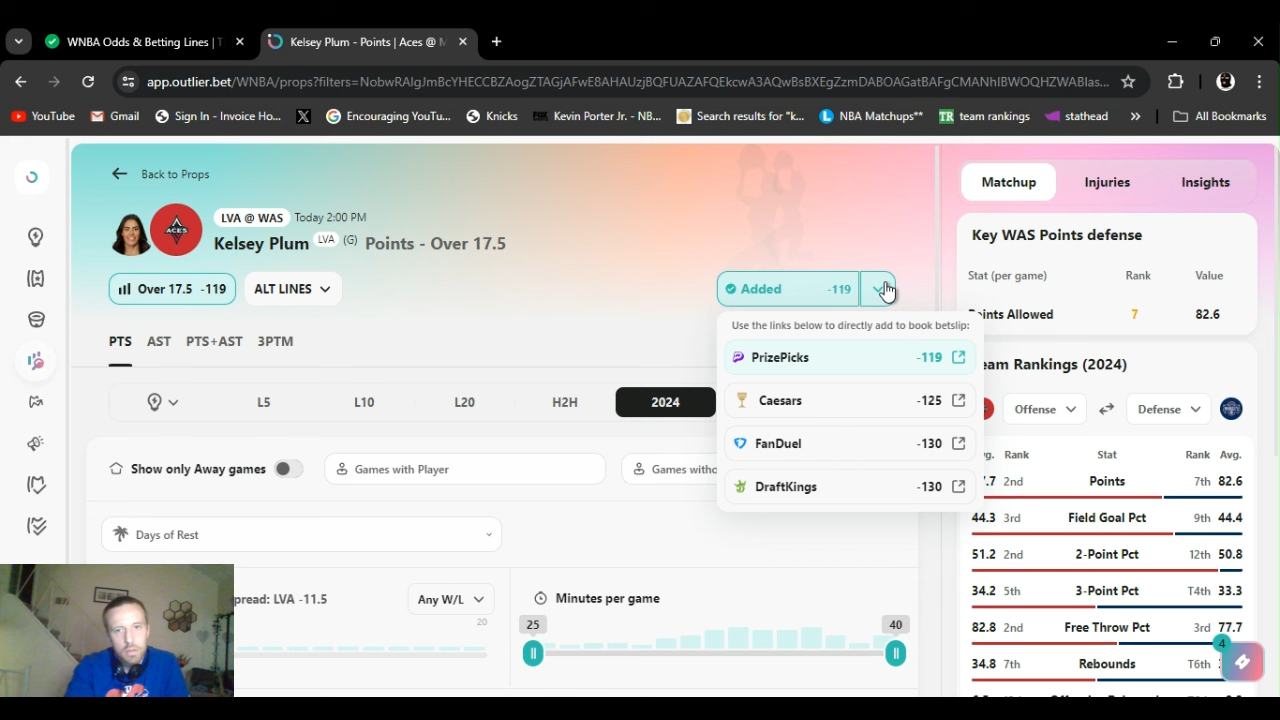 WNBA Odds & Betting Lines | T
Kelsey Plum - Points | Aces @ M
app.outlier.bet/WNBA/props?filters=NobwRAlgJmBcYHECCBZAogZTAGjAFwE8AHAUzjBQFUAZAFQEkcwA3AQwBsBXEgZzmDABOAGatBAFgCMANhIBWOQHZWABlas...
YouTube
Gmail
Sign In - Invoice Ho...
Encouraging YouTu...
Knicks
Kevin Porter Jr. - NB...
Search results for "k...
NBA Matchups**
TR team rankings
stathead
»
All Bookmarks
Back to Props
LVA @ WAS Today 2:00 PM
Kelsey Plum LVA (G) Points - Over 17.5
ACES
Over 17.5 -119
ALT LINES
Added -119
Use the links below to directly add to book betslip:
PrizePicks -119
Caesars -125
FanDuel -130
DraftKings -130
PTS AST PTS+AST 3PTM
L5 L10 L20 H2H 2024
Show only Away games
Games with Player
Games witho
Days of Rest
pread: LVA -11.5
Any W/L
20
Minutes per game
25 40
Matchup Injuries Insights
Key WAS Points defense
Stat (per game) Rank Value
oints Allowed 7 82.6
eam Rankings (2024)
Offense Defense
g. Rank Stat Rank Avg.
.7 2nd Points 7th 82.6
44.3 3rd Field Goal Pct 9th 44.4
51.2 2nd 2-Point Pct 12th 50.8
34.2 5th 3-Point Pct T4th 33.3
82.8 2nd Free Throw Pct 3rd 77.7
4
34.8 7th Rebounds T6th